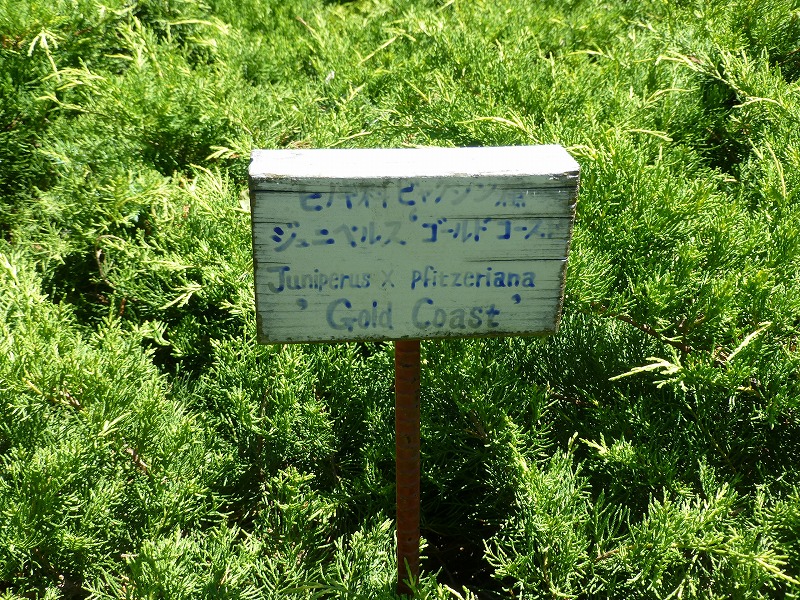 ジュニペルス ゴールドコースト
Juniperus X pfitzeriana
'Gold Coast'